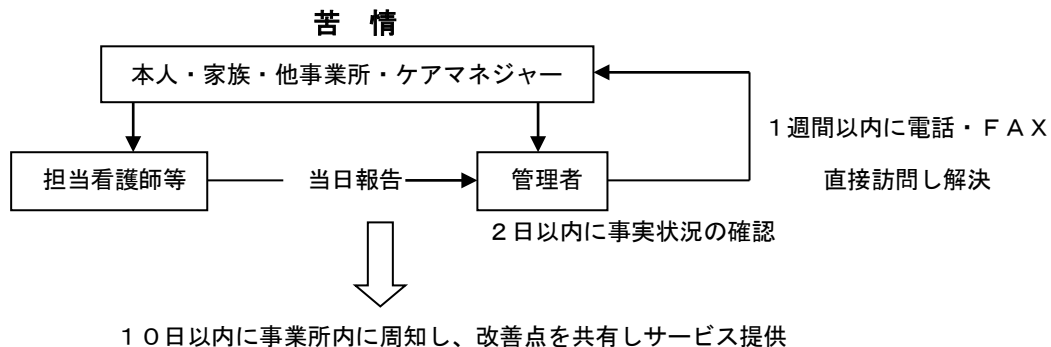 苦　情
本人・家族・他事業所・ケアマネジャー
１週間以内に電話・ＦＡＸ
担当看護師等
当日報告
管理者
直接訪問し解決
２日以内に事実状況の確認
１０日以内に事業所内に周知し、改善点を共有しサービス提供